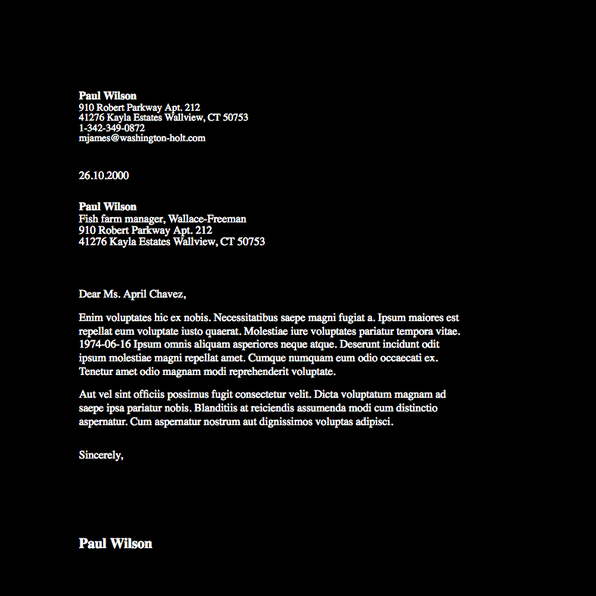 Paul Wilson
910 Robert Parkway Apt. 212
41276 Kayla Estates Wallview, CT 50753
1-342-349-0872
mjames@washington-holt.com
26.10.2000
Paul Wilson
Fish farm manager, Wallace-Freeman
910 Robert Parkway Apt. 212
41276 Kayla Estates Wallview, CT 50753
Dear Ms. April Chavez,
Enim voluptates hic ex nobis. Necessitatibus saepe magni fugiat a. Ipsum maiores est
repellat eum voluptate iusto quaerat. Molestiae iure voluptates pariatur tempora vitae.
1974-06-16 Ipsum omnis aliquam asperiores neque atque. Deserunt incidunt odit
ipsum molestiae magni repellat amet. Cumque numquam eum odio occaecati ex.
Tenetur amet odio magnam modi reprehenderit voluptate.
Aut vel sint officiis possimus fugit consectetur velit. Dicta voluptatum magnam ad
saepe ipsa pariatur nobis. Blanditiis at reiciendis assumenda modi cum distinctio
aspernatur. Cum aspernatur nostrum aut dignissimos voluptas adipisci.
Sincerely,
Paul Wilson